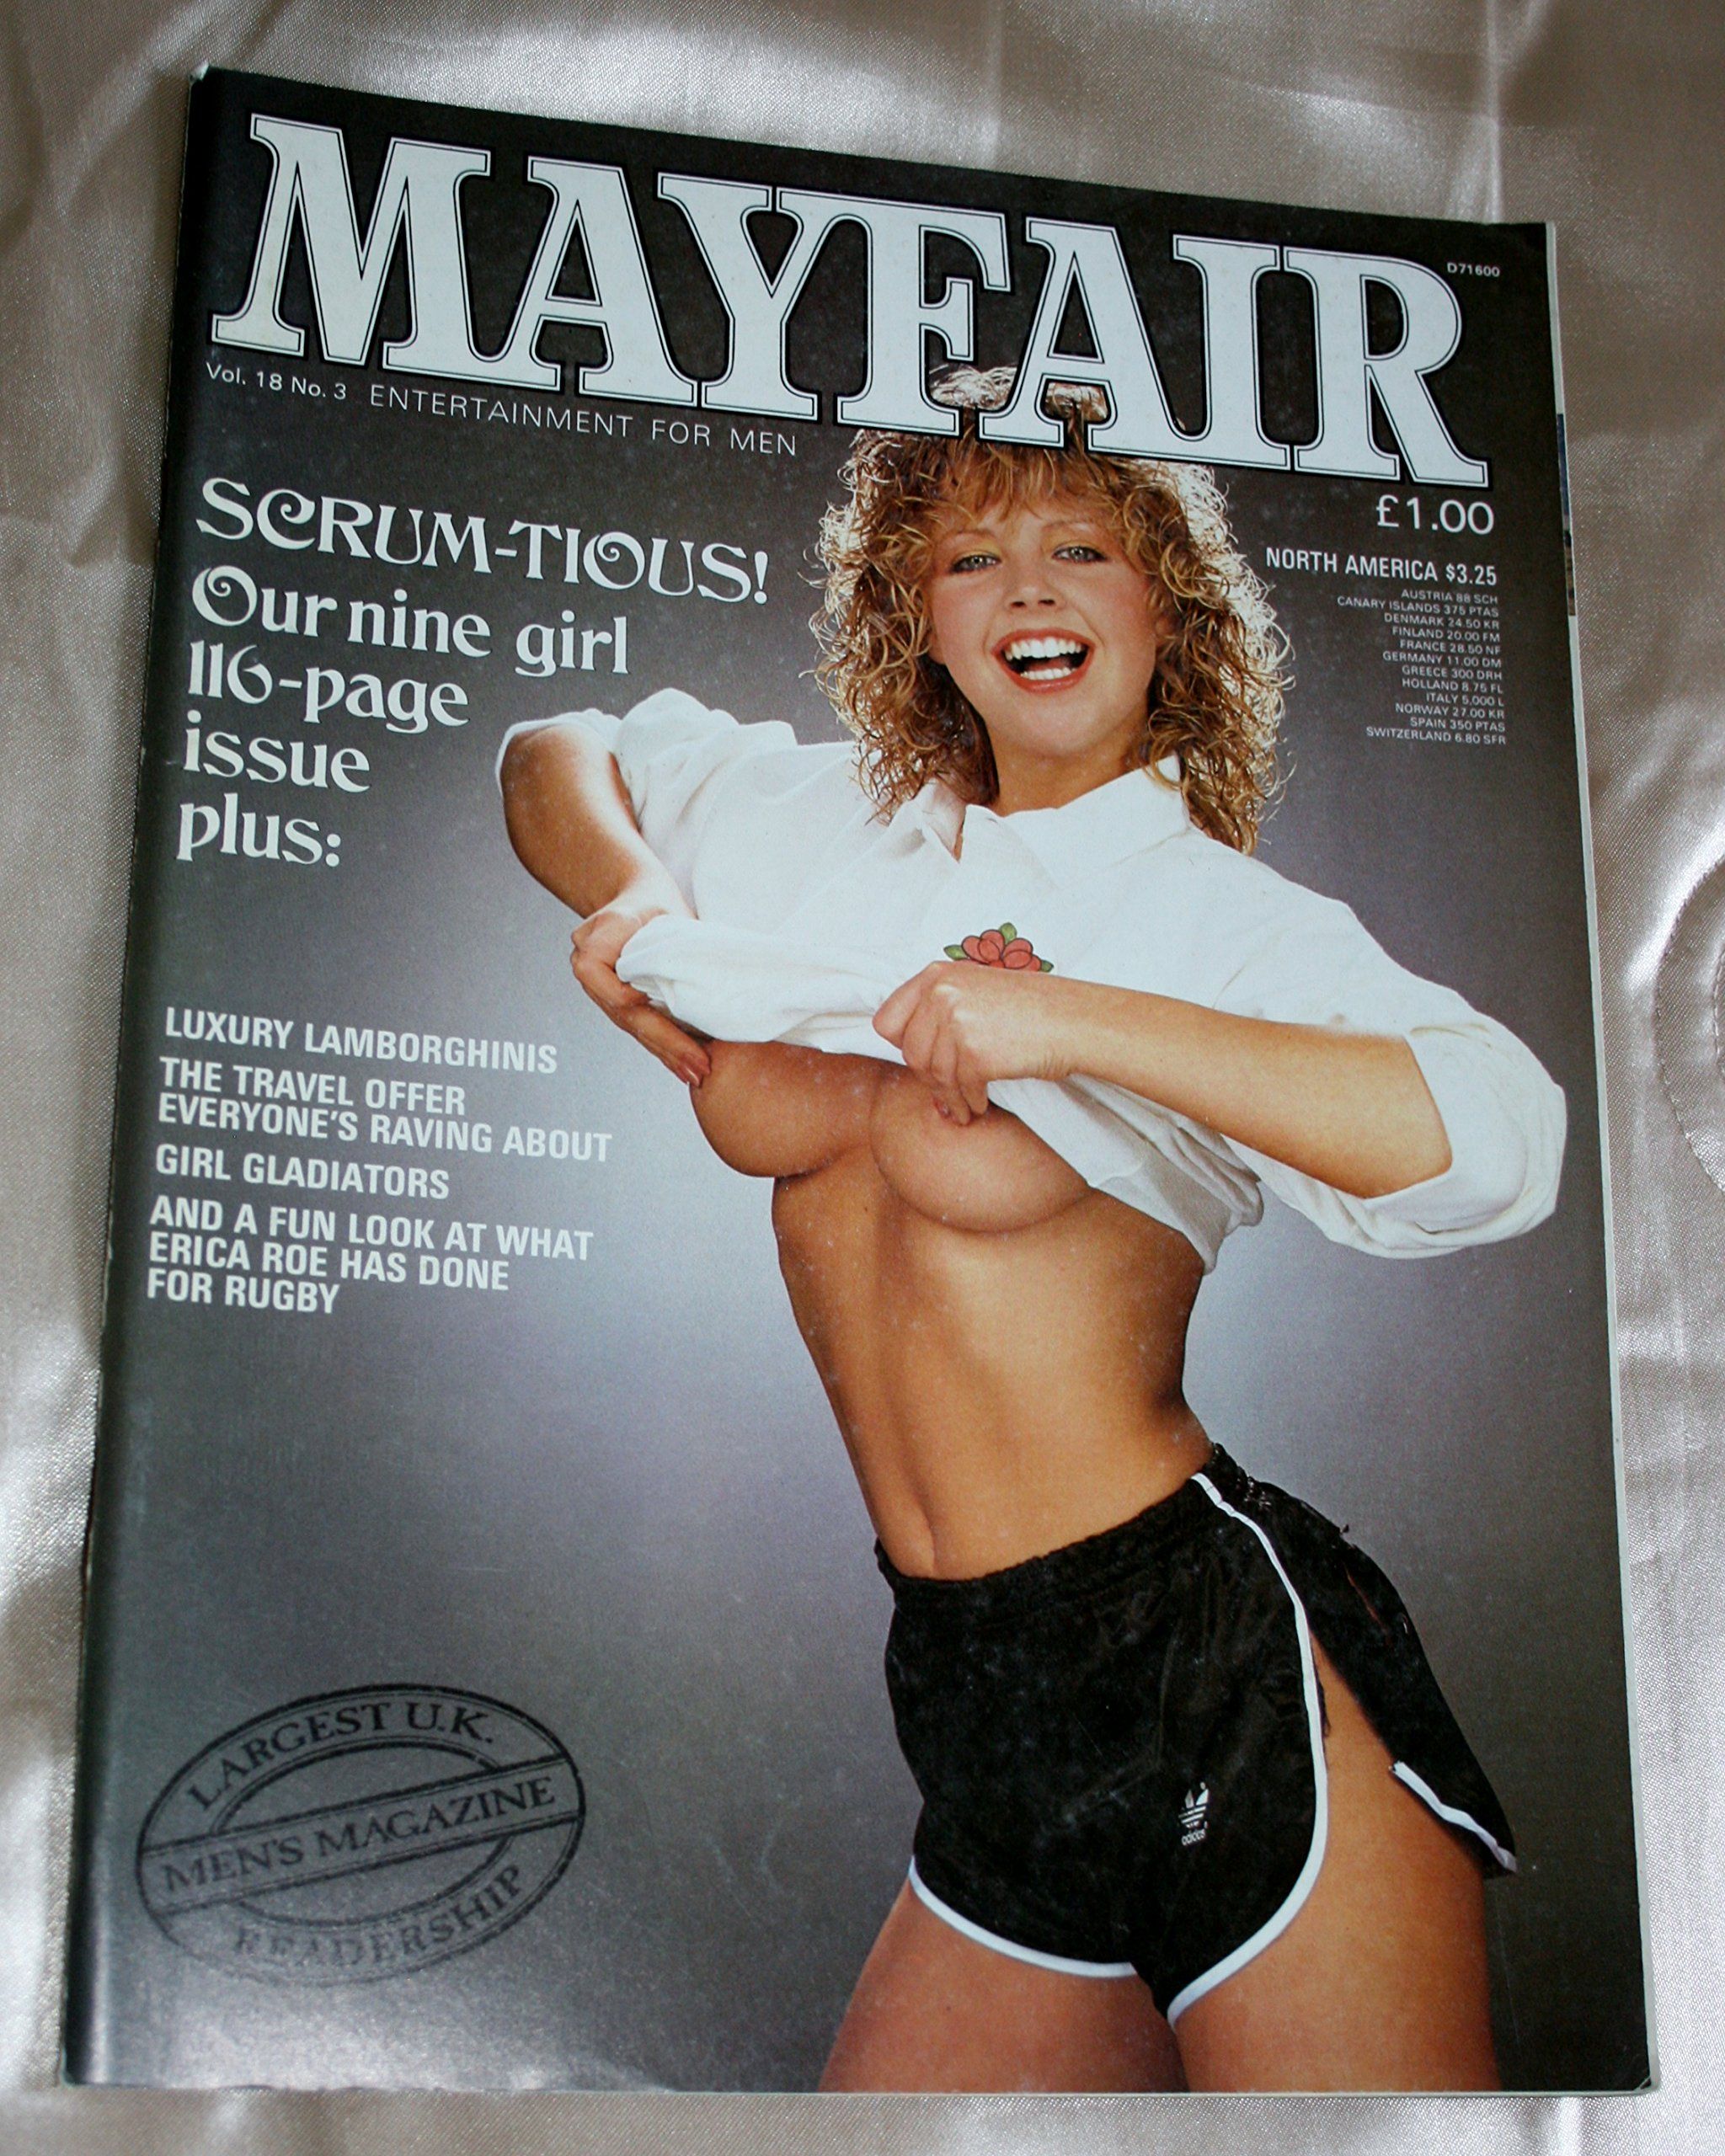 MAYFAIR
D71600
Vol. 18 No. 3 ENTERTAINMENT FOR MEN
£1.00
NORTH AMERICA $3.25
AUSTRIA 88 SCH
CANARY ISLANDS 375 PTAS
DENMARK 24.50 KR
FINLAND 20.00 FM
FRANCE 28.50 NF
GERMANY 11.00 DM
GREECE 300 DRH
HOLLAND 8.75 FL
ITALY 5,000 L
NORWAY 27.00 KR
SPAIN 350 PTAS
SWITZERLAND 6.80 SFR
SCRUM-TIOUS!
Our nine girl
116-page
issue
plus:
LUXURY LAMBORGHINIS
THE TRAVEL OFFER
EVERYONE'S RAVING ABOUT
GIRL GLADIATORS
AND A FUN LOOK AT WHAT
ERICA ROE HAS DONE
FOR RUGBY
adidas
LARGEST U.K.
MEN'S MAGAZINE
READERSHIP